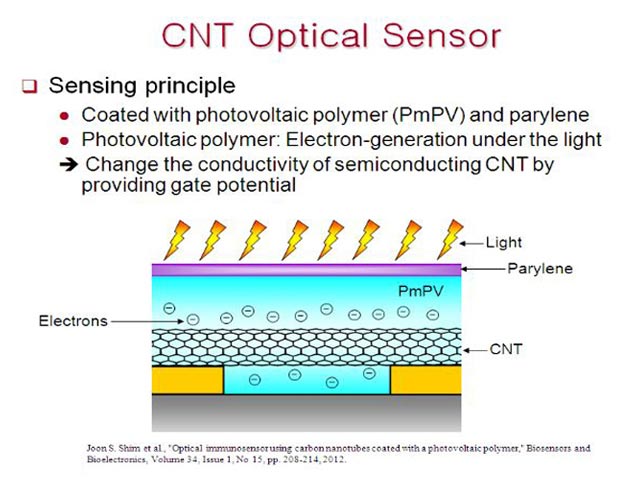 CNT Optical Sensor
Sensing principle
Coated with photovoltaic polymer (PmPV) and parylene
Photovoltaic polymer: Electron-generation under the light
➔ Change the conductivity of semiconducting CNT by
providing gate potential
Light
Parylene
PmPV
Electrons
CNT
Joon S. Shim et al., "Optical immunosensor using carbon nanotubes coated with a photovoltaic polymer," Biosensors and
Bioelectronics, Volume 34, Issue 1, No 15, pp. 208-214, 2012.